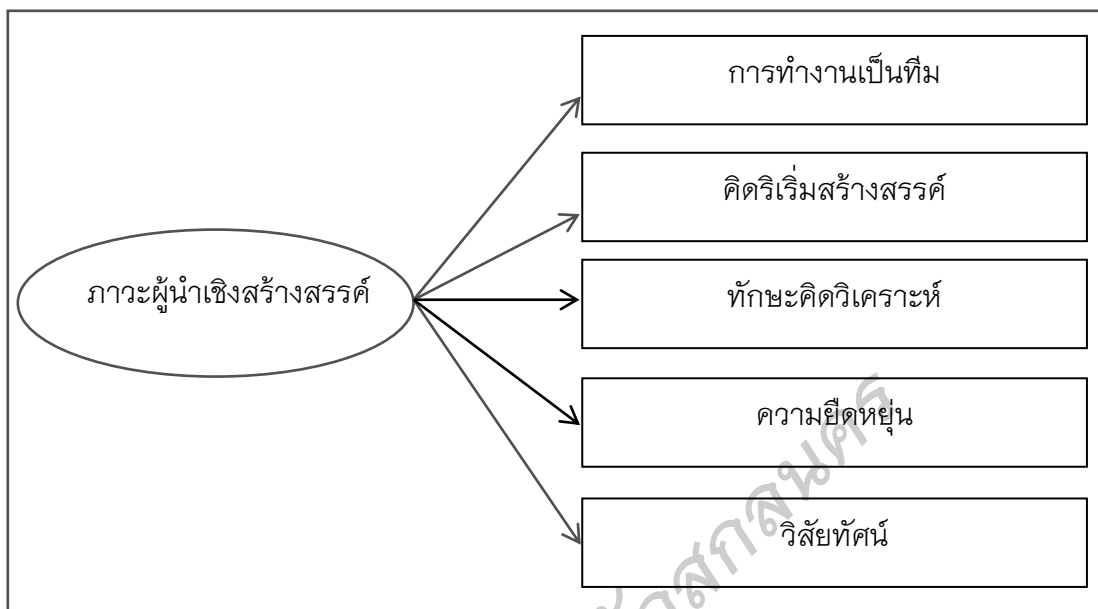 การทำงานเป็นทีม
คิดริเริ่มสร้างสรรค์
ภาวะผู้นำเชิงสร้างสรรค์
ทักษะคิดวิเคราะห์
ความยืดหยุ่น
วิสัยทัศน์